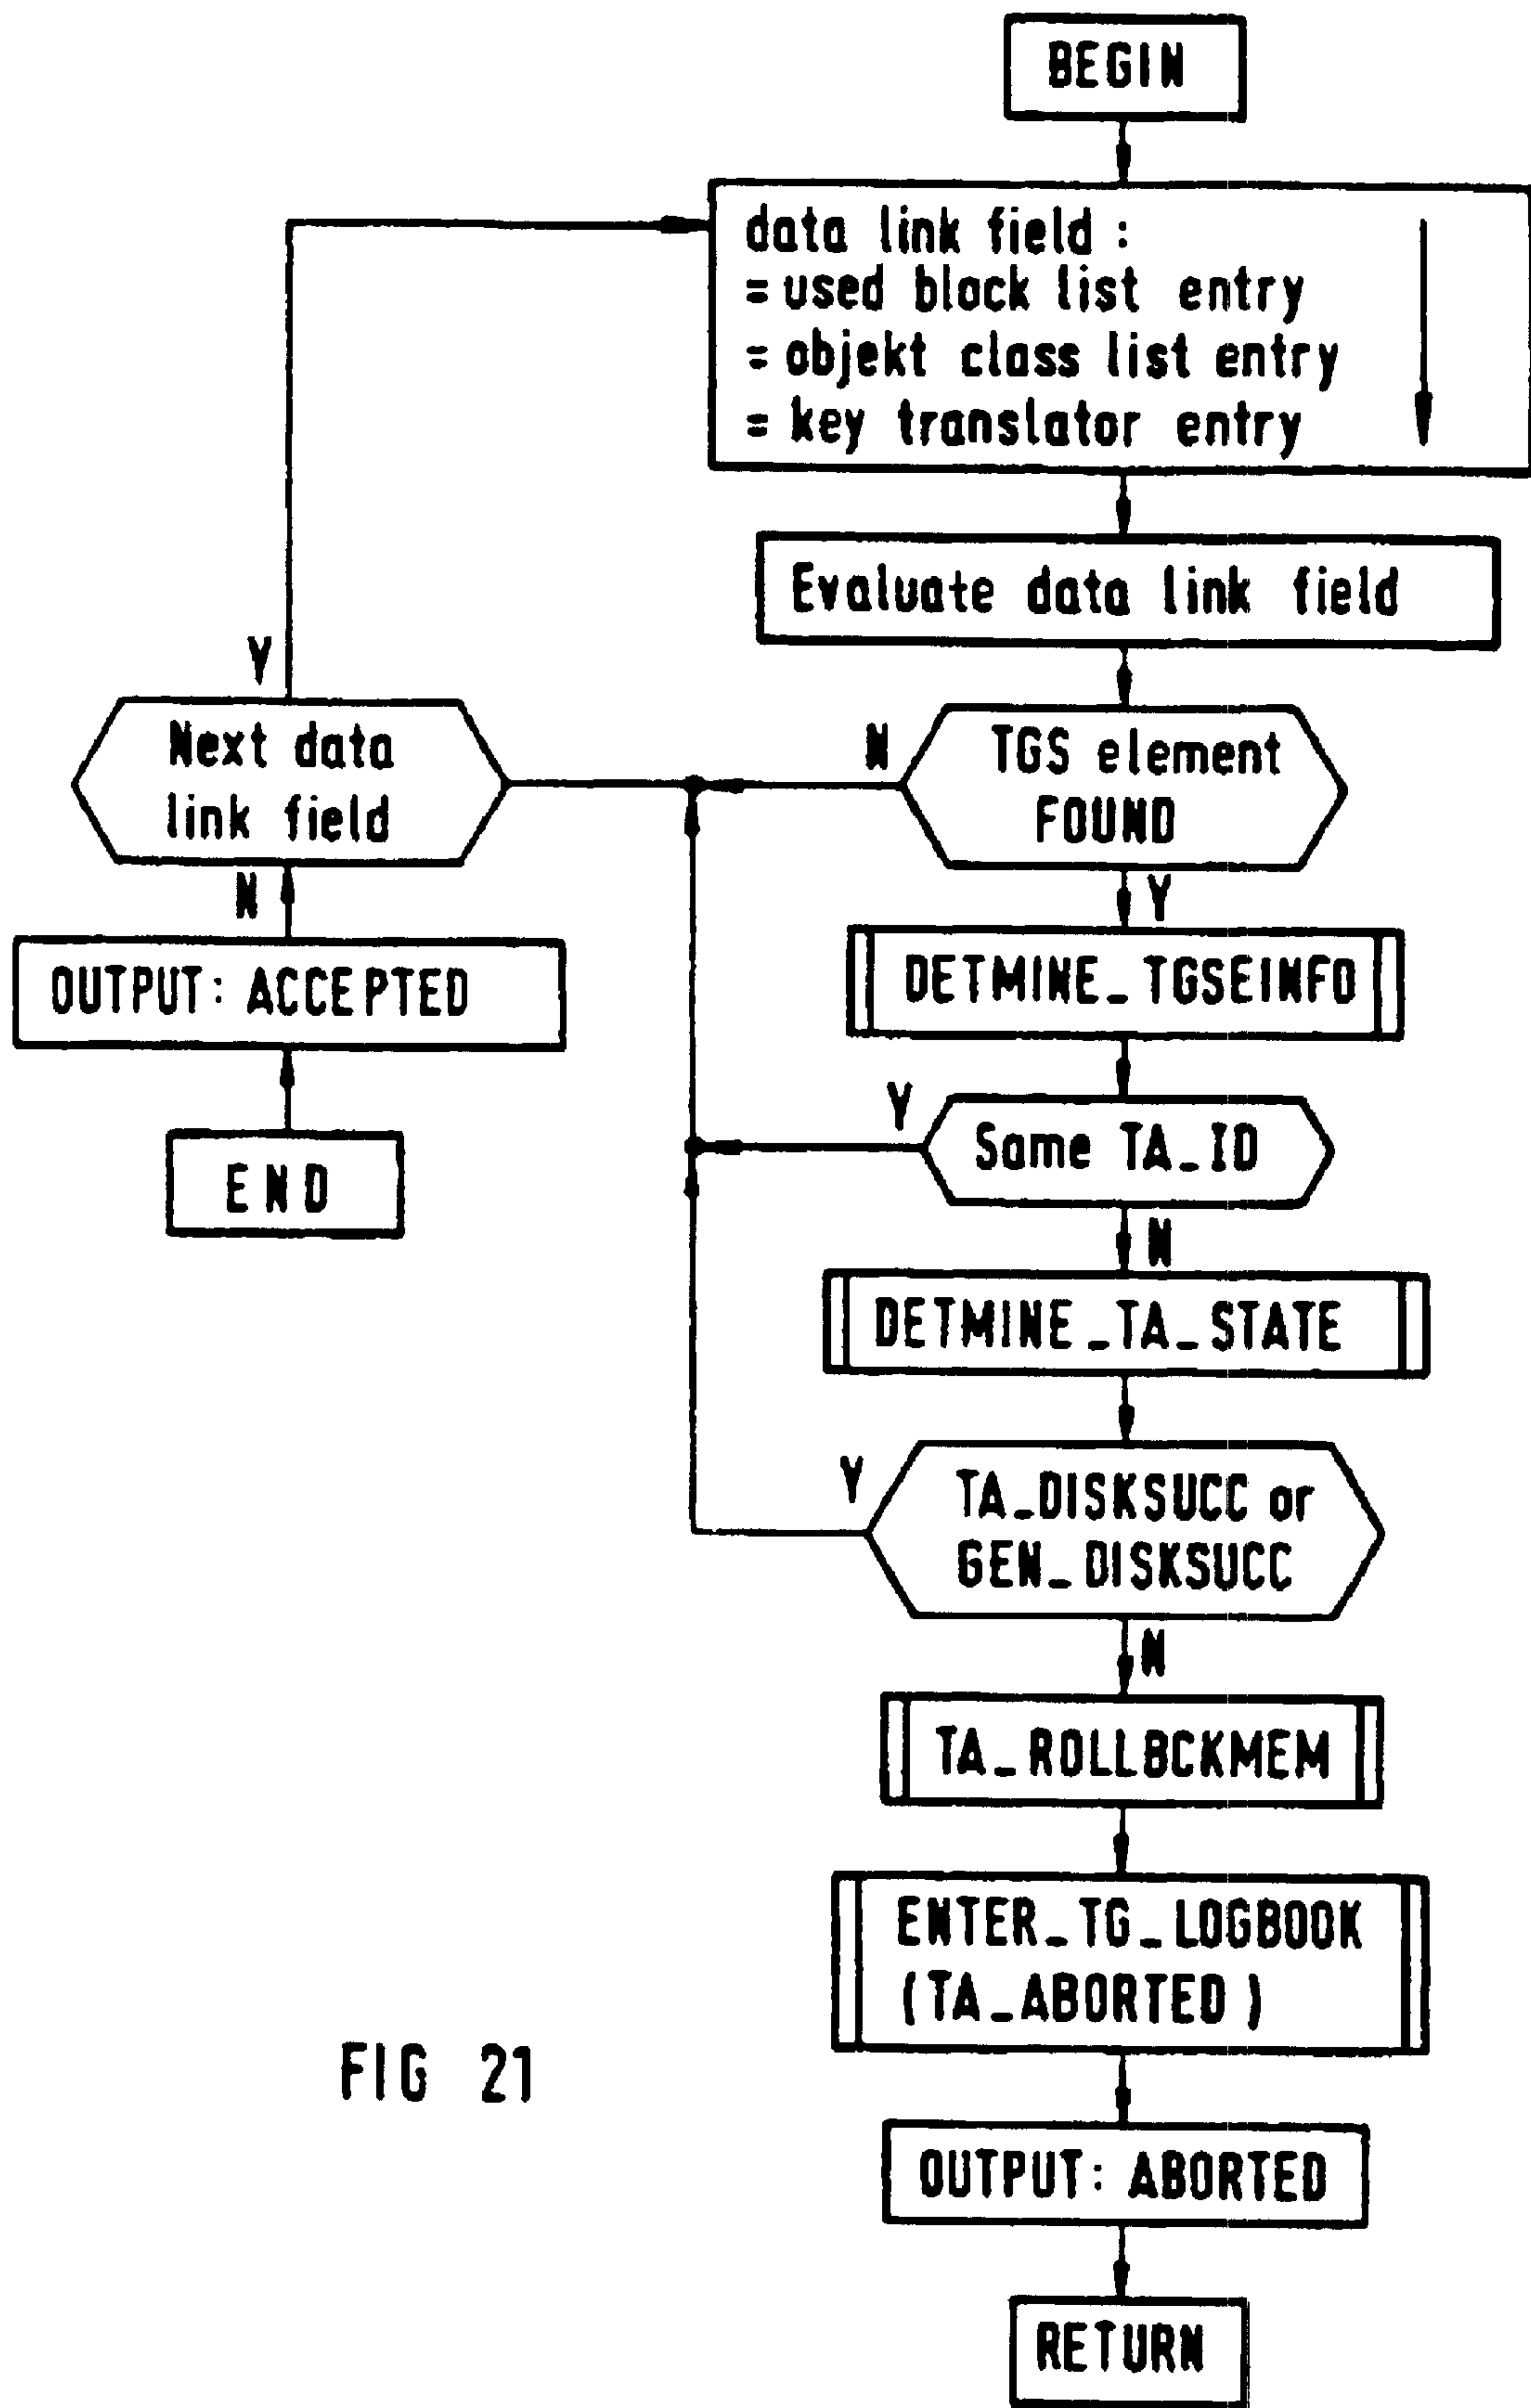 BEGIN
data link field :
= used block list entry
= objekt class list entry
= key translator entry
Evaluate data link field
Y
Next data
link field
N
TGS element
FOUND
N
Y
OUTPUT: ACCEPTED
DETMINE_TGSEINFO
Y
Same TA_ID
END
N
DETMINE_TA_STATE
Y
TA_DISKSUCC or
GEN_DISKSUCC
N
TA_ROLLBCKMEM
ENTER_TG_LOGBOOK
(TA_ABORTED)
FIG 21
OUTPUT: ABORTED
RETURN